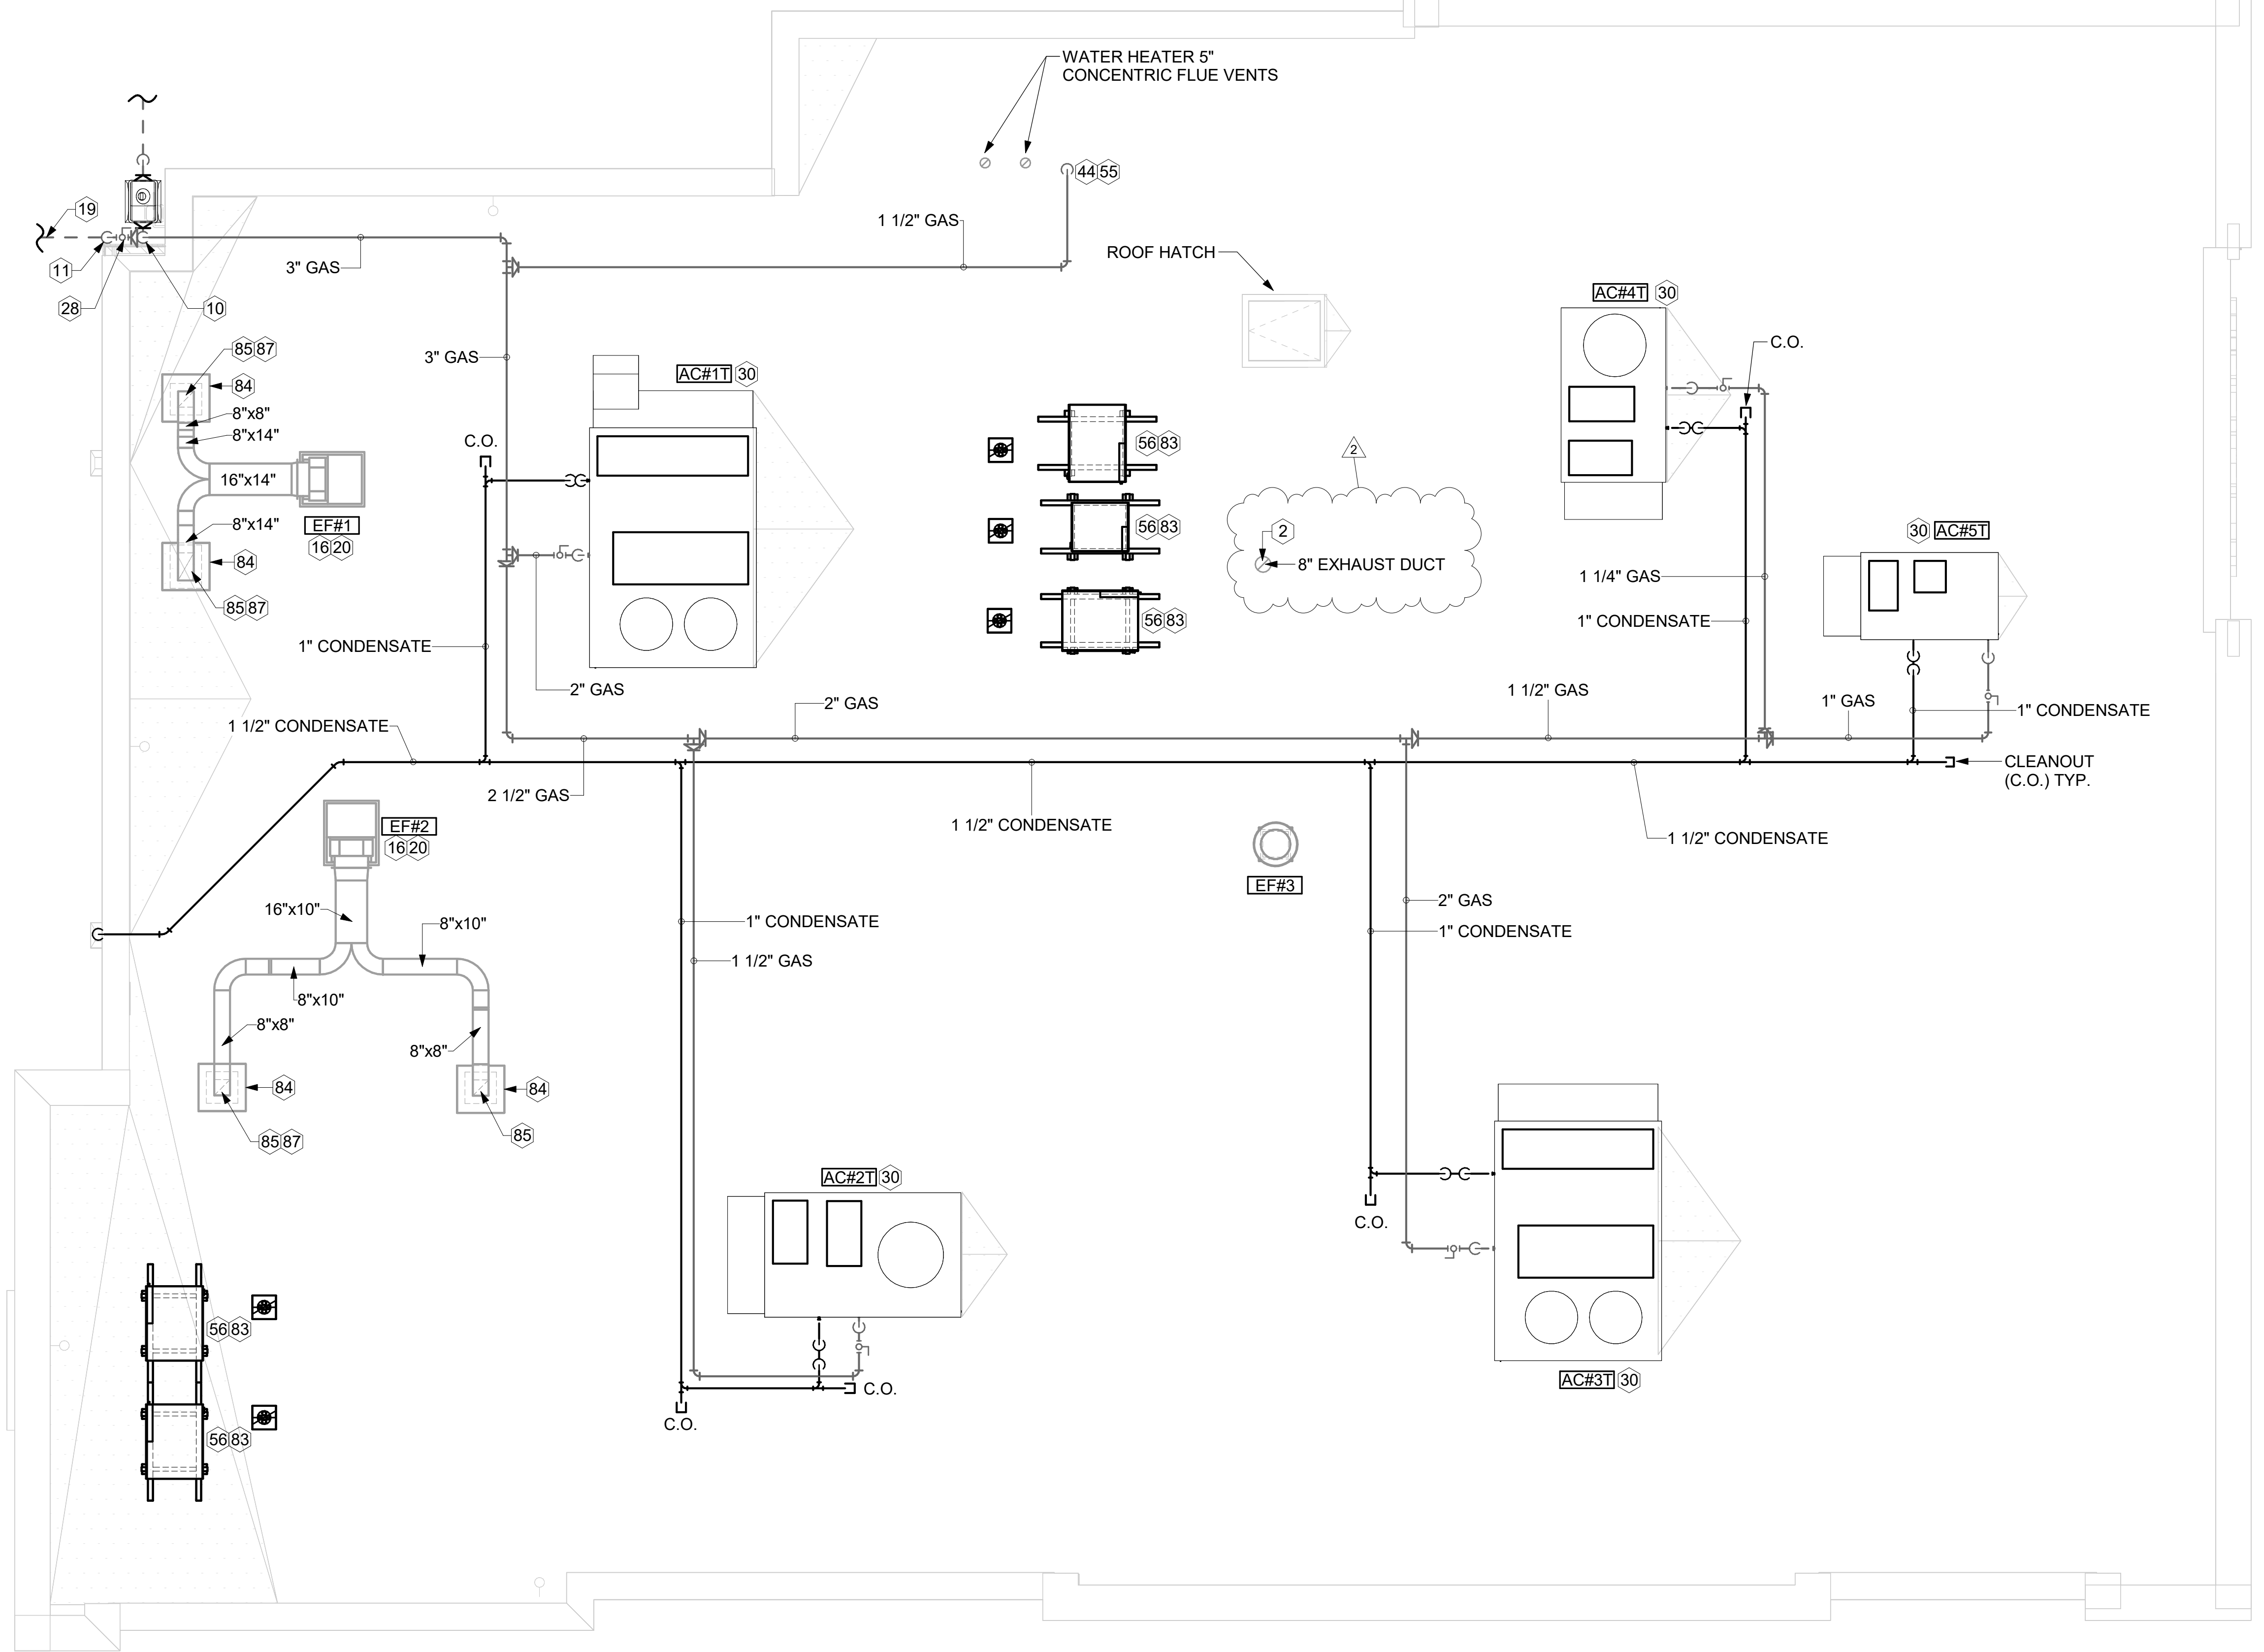 WATER HEATER 5"
CONCENTRIC FLUE VENTS
44 55
19
1 1/2" GAS
ROOF HATCH
11
3" GAS
28
10
AC#4T 30
C.O.
85 87
3" GAS
AC#1T 30
84
8"x8"
8"x14"
C.O.
56 83
2
16"x14"
8"x14"
EF#1
16 20
56 83
2
30 AC#5T
84
8" EXHAUST DUCT
1 1/4" GAS
85 87
56 83
1" CONDENSATE
1" CONDENSATE
2" GAS
2" GAS
1 1/2" GAS
1" GAS
1" CONDENSATE
1 1/2" CONDENSATE
CLEANOUT
(C.O.) TYP.
2 1/2" GAS
EF#2
16 20
1 1/2" CONDENSATE
1 1/2" CONDENSATE
EF#3
16"x10"
8"x10"
1" CONDENSATE
2" GAS
1" CONDENSATE
1 1/2" GAS
8"x10"
8"x8"
8"x8"
84
84
85 87
85
AC#2T 30
C.O.
56 83
AC#3T 30
C.O.
C.O.
56 83